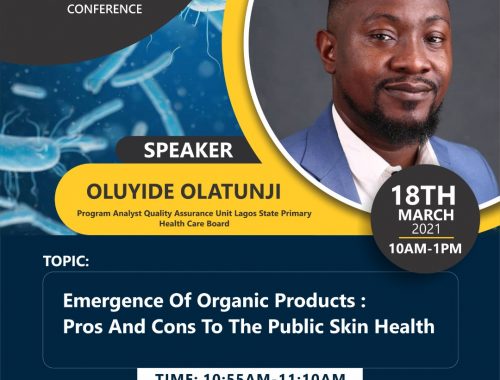 CONFERENCE
SPEAKER
OLUYIDE OLATUNJI
Program Analyst Quality Assurance Unit Lagos State Primary
Health Care Board
18TH
MARCH
2021
10AM-1PM
TOPIC:
Emergence Of Organic Products :
Pros And Cons To The Public Skin Health
TIME: 10:55AM-11:10AM